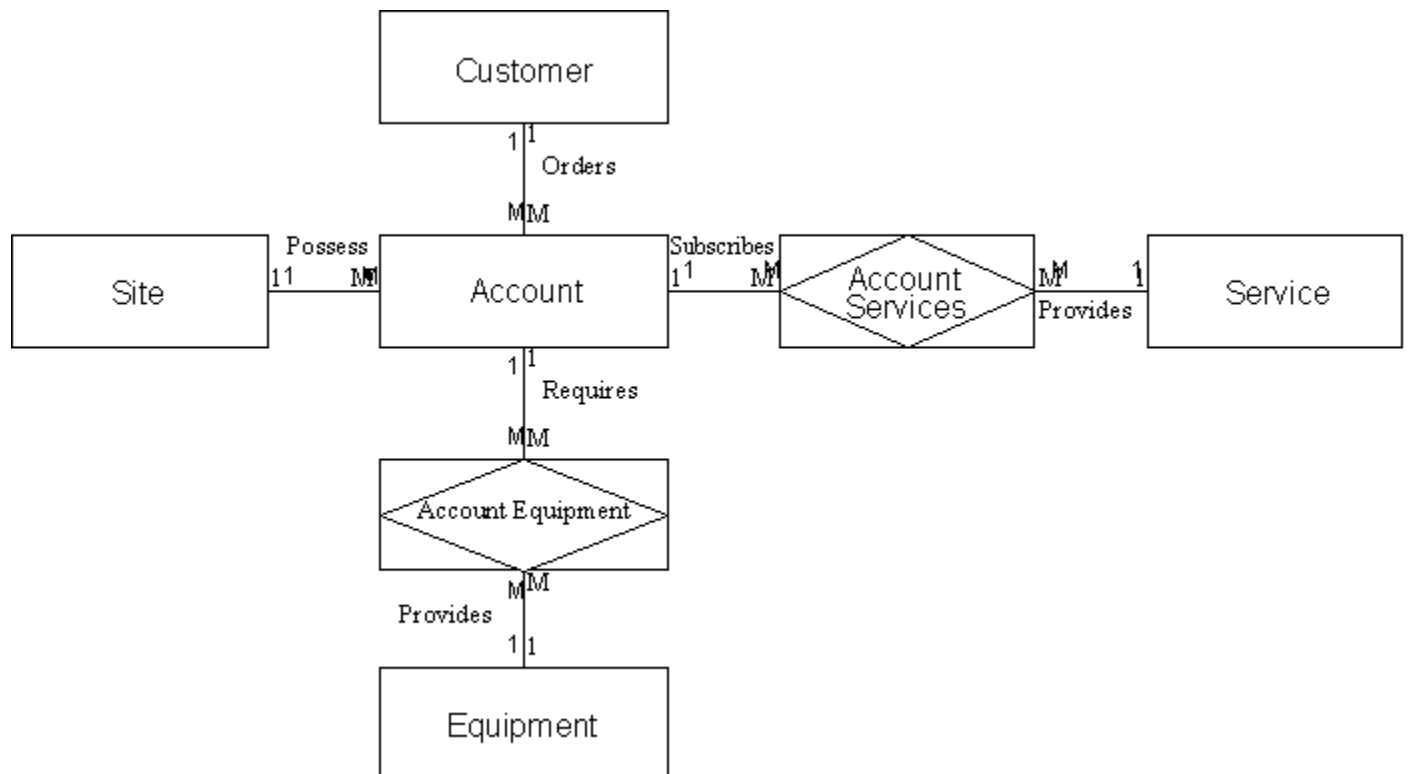 Customer
1 1
Orders
M M
Possess
Subscribes
Site
1 1
M
Account
1 1
M M
Account
Services
M M
1 1
Provides
Service
1 1
Requires
M M
Account Equipment
M M
Provides
1 1
Equipment